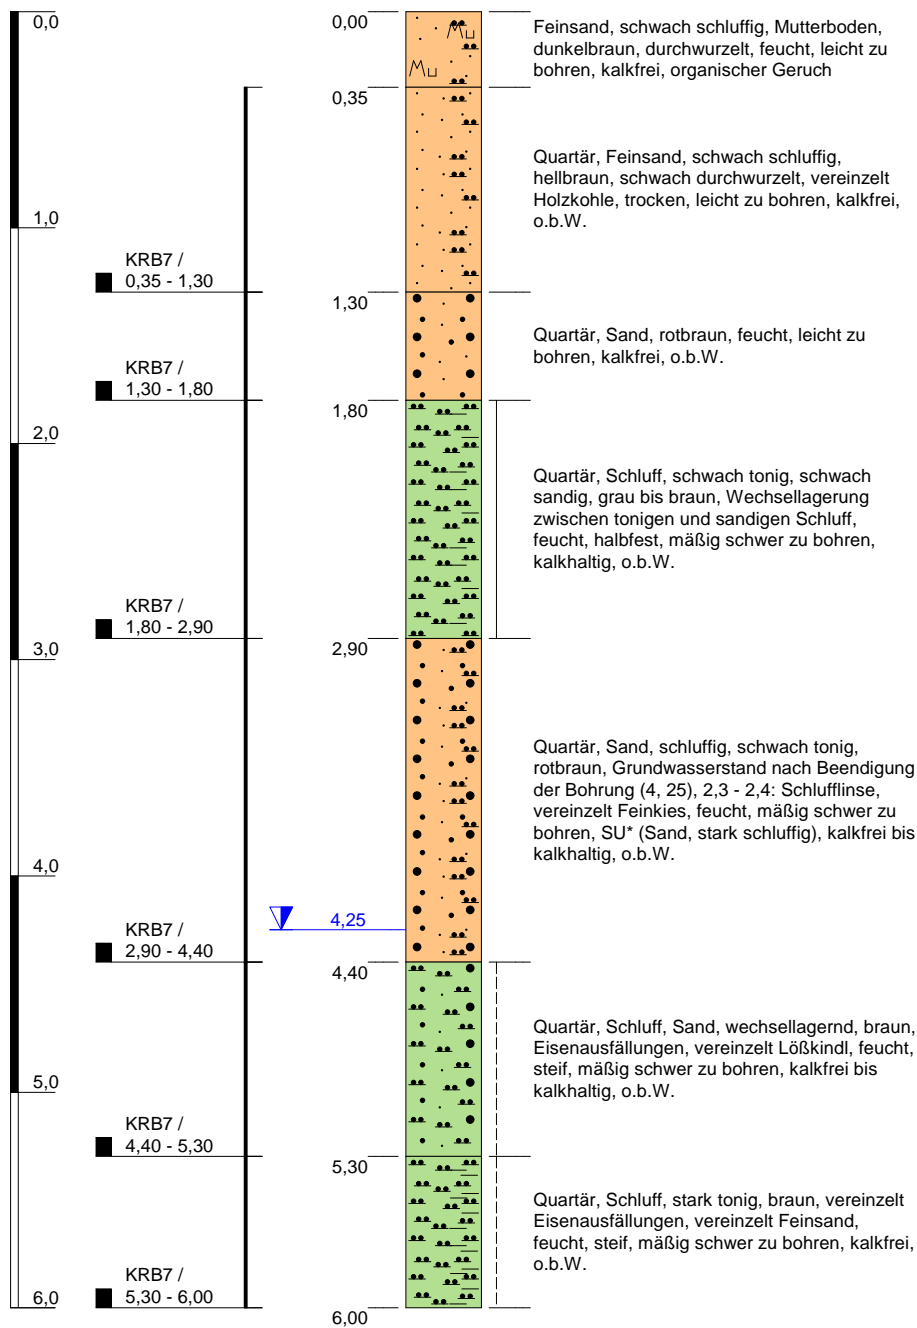 0,0
0,00
Feinsand, schwach schluffig, Mutterboden,
dunkelbraun, durchwurzelt, feucht, leicht zu
bohren, kalkfrei, organischer Geruch
Mu
Mu
0,35
Quartär, Feinsand, schwach schluffig,
hellbraun, schwach durchwurzelt, vereinzelt
Holzkohle, trocken, leicht zu bohren, kalkfrei,
o.b.W.
1,0
KRB7 /
0,35 - 1,30
1,30
Quartär, Sand, rotbraun, feucht, leicht zu
bohren, kalkfrei, o.b.W.
KRB7 /
1,30 - 1,80
1,80
2,0
Quartär, Schluff, schwach tonig, schwach
sandig, grau bis braun, Wechsellagerung
zwischen tonigen und sandigen Schluff,
feucht, halbfest, mäßig schwer zu bohren,
kalkhaltig, o.b.W.
KRB7 /
1,80 - 2,90
2,90
3,0
Quartär, Sand, schluffig, schwach tonig,
rotbraun, Grundwasserstand nach Beendigung
der Bohrung (4, 25), 2,3 - 2,4: Schlufflinse,
vereinzelt Feinkies, feucht, mäßig schwer zu
bohren, SU* (Sand, stark schluffig), kalkfrei bis
kalkhaltig, o.b.W.
4,0
4,25
KRB7 /
2,90 - 4,40
4,40
Quartär, Schluff, Sand, wechsellagernd, braun,
Eisenausfällungen, vereinzelt Lößkindl, feucht,
steif, mäßig schwer zu bohren, kalkfrei bis
kalkhaltig, o.b.W.
5,0
KRB7 /
4,40 - 5,30
5,30
Quartär, Schluff, stark tonig, braun, vereinzelt
Eisenausfällungen, vereinzelt Feinsand,
feucht, steif, mäßig schwer zu bohren, kalkfrei,
o.b.W.
KRB7 /
5,30 - 6,00
6,0
6,00